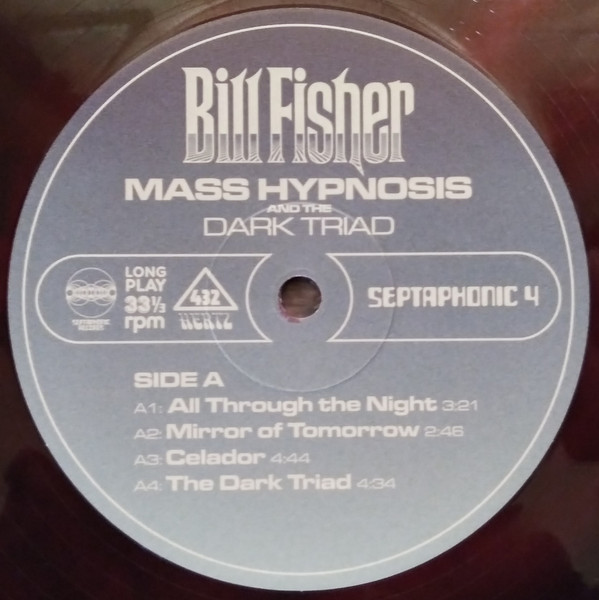 Bill Fisher
MASS HYPNOSIS
AND THE
DARK TRIAD
LONG
PLAY
33⅓
rpm
432
HERTZ
SEPTAPHONIC
RECORDS
SEPTAPHONIC 4
SIDE A
A1: All Through the Night 3:21
A2: Mirror of Tomorrow 2:46
A3: Celador 4:44
A4: The Dark Triad 4:34